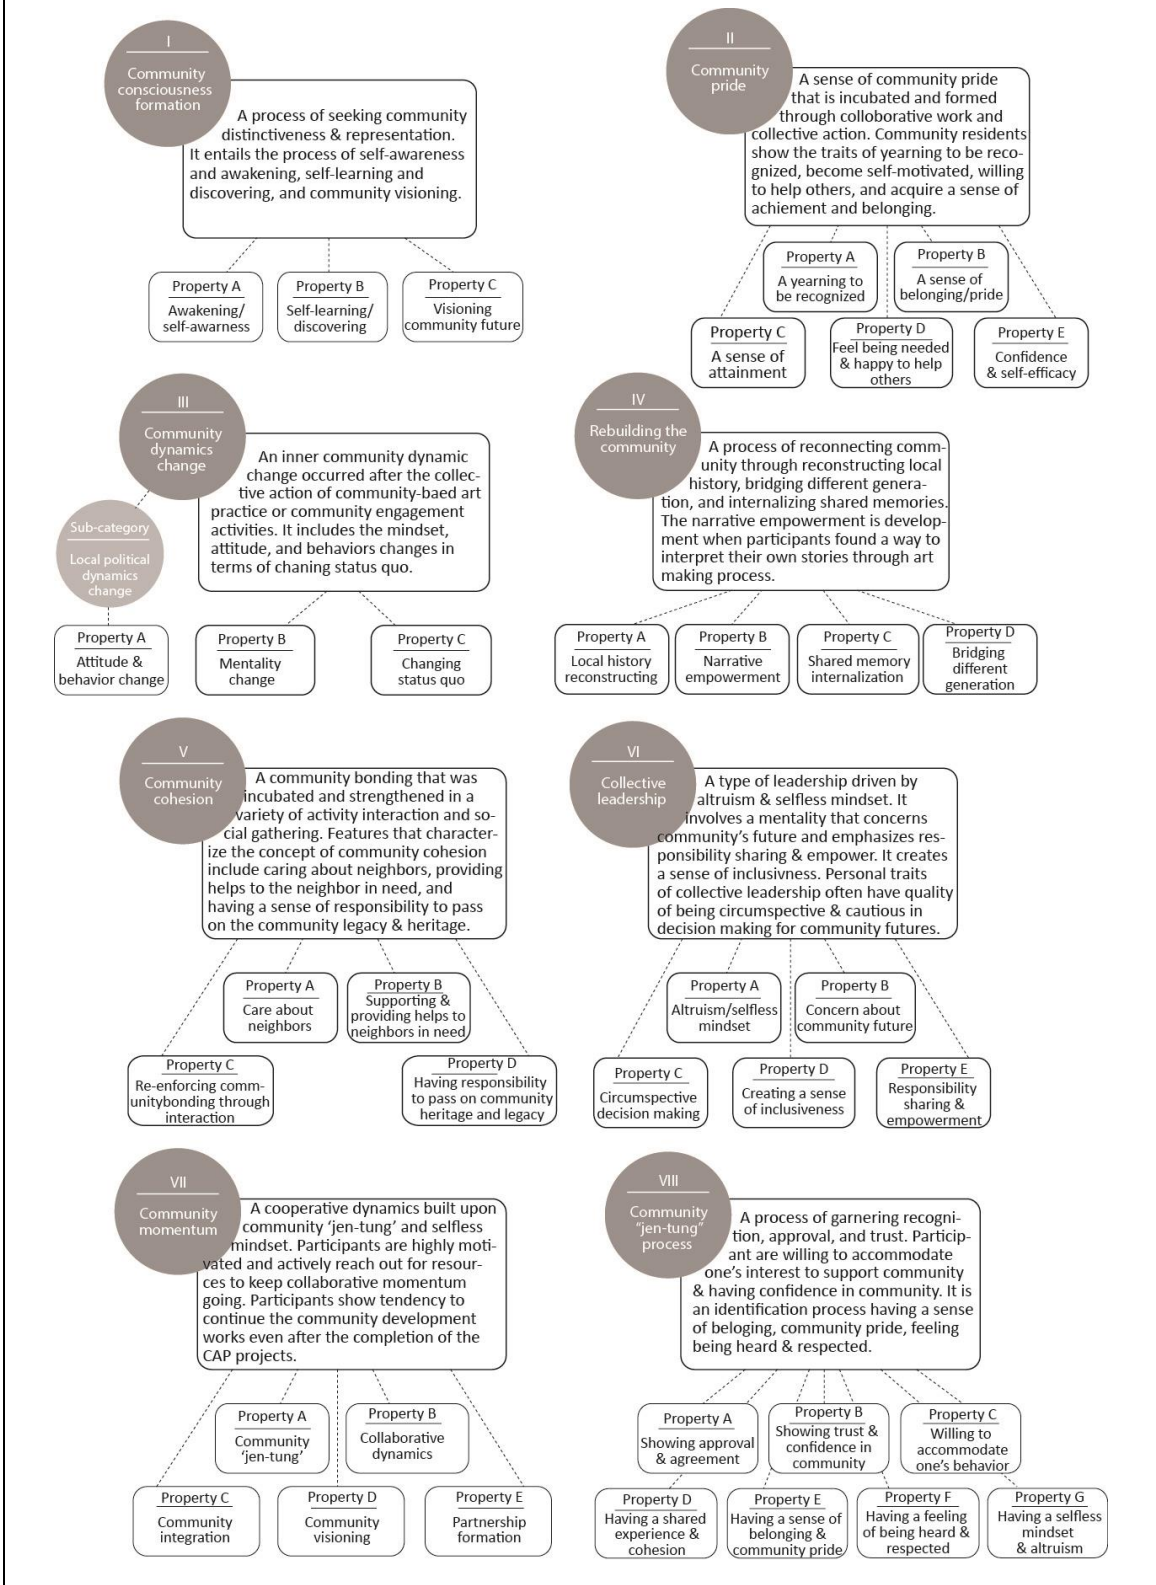 I
Community
consciousness
formation
A process of seeking community
distinctiveness & representation.
It entails the process of self-awareness
and awakening, self-learning and
discovering, and community visioning.
Property A
Awakening/
self-awarness
Property B
Self-learning/
discovering
Property C
Visioning
community future
II
Community
pride
A sense of community pride
that is incubated and formed
through colloborative work and
collective action. Community residents
show the traits of yearning to be reco-
gnized, become self-motivated, willing
to help others, and acquire a sense of
achiement and belonging.
Property A
A yearning to
be recognized
Property B
A sense of
belonging/pride
Property C
A sense of
attainment
Property D
Feel being needed
& happy to help
others
Property E
Confidence
& self-efficacy
III
Community
dynamics
change
An inner community dynamic
change occurred after the collec-
tive action of community-baed art
practice or community engagement
activities. It includes the mindset,
attitude, and behaviors changes in
terms of chaning status quo.
Sub-category
Local political
dynamics
change
Property A
Attitude &
behavior change
Property B
Mentality
change
Property C
Changing
status quo
IV
Rebuilding the
community
A process of reconnecting comm-
unity through reconstructing local
history, bridging different genera-
tion, and internalizing shared memories.
The narrative empowerment is develop-
ment when participants found a way to
interpret their own stories through art
making process.
Property A
Local history
reconstructing
Property B
Narrative
empowerment
Property C
Shared memory
internalization
Property D
Bridging
different
generation
V
Community
cohesion
A community bonding that was
incubated and strengthened in a
variety of activity interaction and so-
cial gathering. Features that character-
ize the concept of community cohesion
include caring about neighbors, providing
helps to the neighbor in need, and
having a sense of responsibility to pass
on the community legacy & heritage.
Property A
Care about
neighbors
Property B
Supporting &
providing helps to
neighbors in need
Property C
Re-enforcing comm-
unitybonding through
interaction
Property D
Having responsibility
to pass on community
heritage and legacy
VI
Collective
leadership
A type of leadership driven by
altruism & selfless mindset. It
involves a mentality that concerns
community's future and emphasizes res-
ponsibility sharing & empower. It creates
a sense of inclusivness. Personal traits
of collective leadership often have quality
of being circumspective & cautious in
decision making for community futures.
Property A
Altruism/selfless
mindset
Property B
Concern about
community future
Property C
Circumspective
decision making
Property D
Creating a sense
of inclusiveness
Property E
Responsibility
sharing &
empowerment
VII
Community
momentum
A cooperative dynamics built upon
community 'jen-tung' and selfless
mindset. Participants are highly moti-
vated and actively reach out for resour-
ces to keep collaborative momentum
going. Participants show tendency to
continue the community development
works even after the completion of the
CAP projects.
Property A
Community
'jen-tung'
Property B
Collaborative
dynamics
Property C
Community
integration
Property D
Community
visioning
Property E
Partnership
formation
VIII
Community
"jen-tung"
process
A process of garnering recogni-
tion, approval, and trust. Particip-
ant are willing to accommodate
one's interest to support community
& having confidence in community. It is
an identification process having a sense
of beloging, community pride, feeling
being heard & respected.
Property A
Showing approval
& agreement
Property B
Showing trust &
confidence in
community
Property C
Willing to
accommodate
one's behavior
Property D
Having a shared
experience &
cohesion
Property E
Having a sense of
belonging &
community pride
Property F
Having a feeling
of being heard &
respected
Property G
Having a selfless
mindset
& altruism